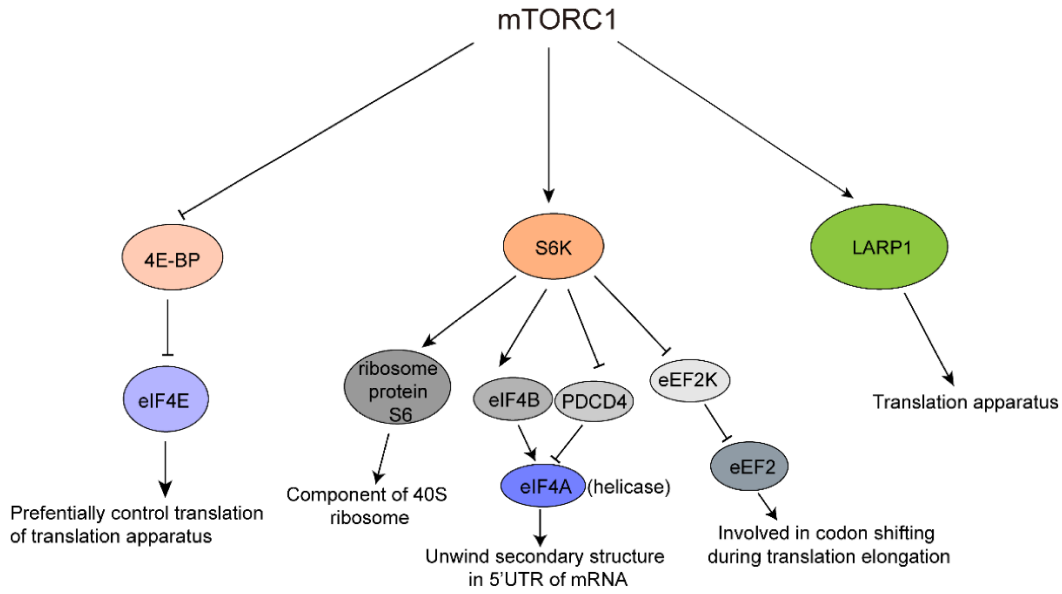 mTORC1
4E-BP
S6K
LARP1
eIF4E
ribosome
protein
S6
eIF4B
PDCD4
eEF2K
Translation apparatus
eEF2
eIF4A (helicase)
Component of 40S
ribosome
Prefentially control translation
of translation apparatus
Involved in codon shifting
during translation elongation
Unwind secondary structure
in 5’UTR of mRNA